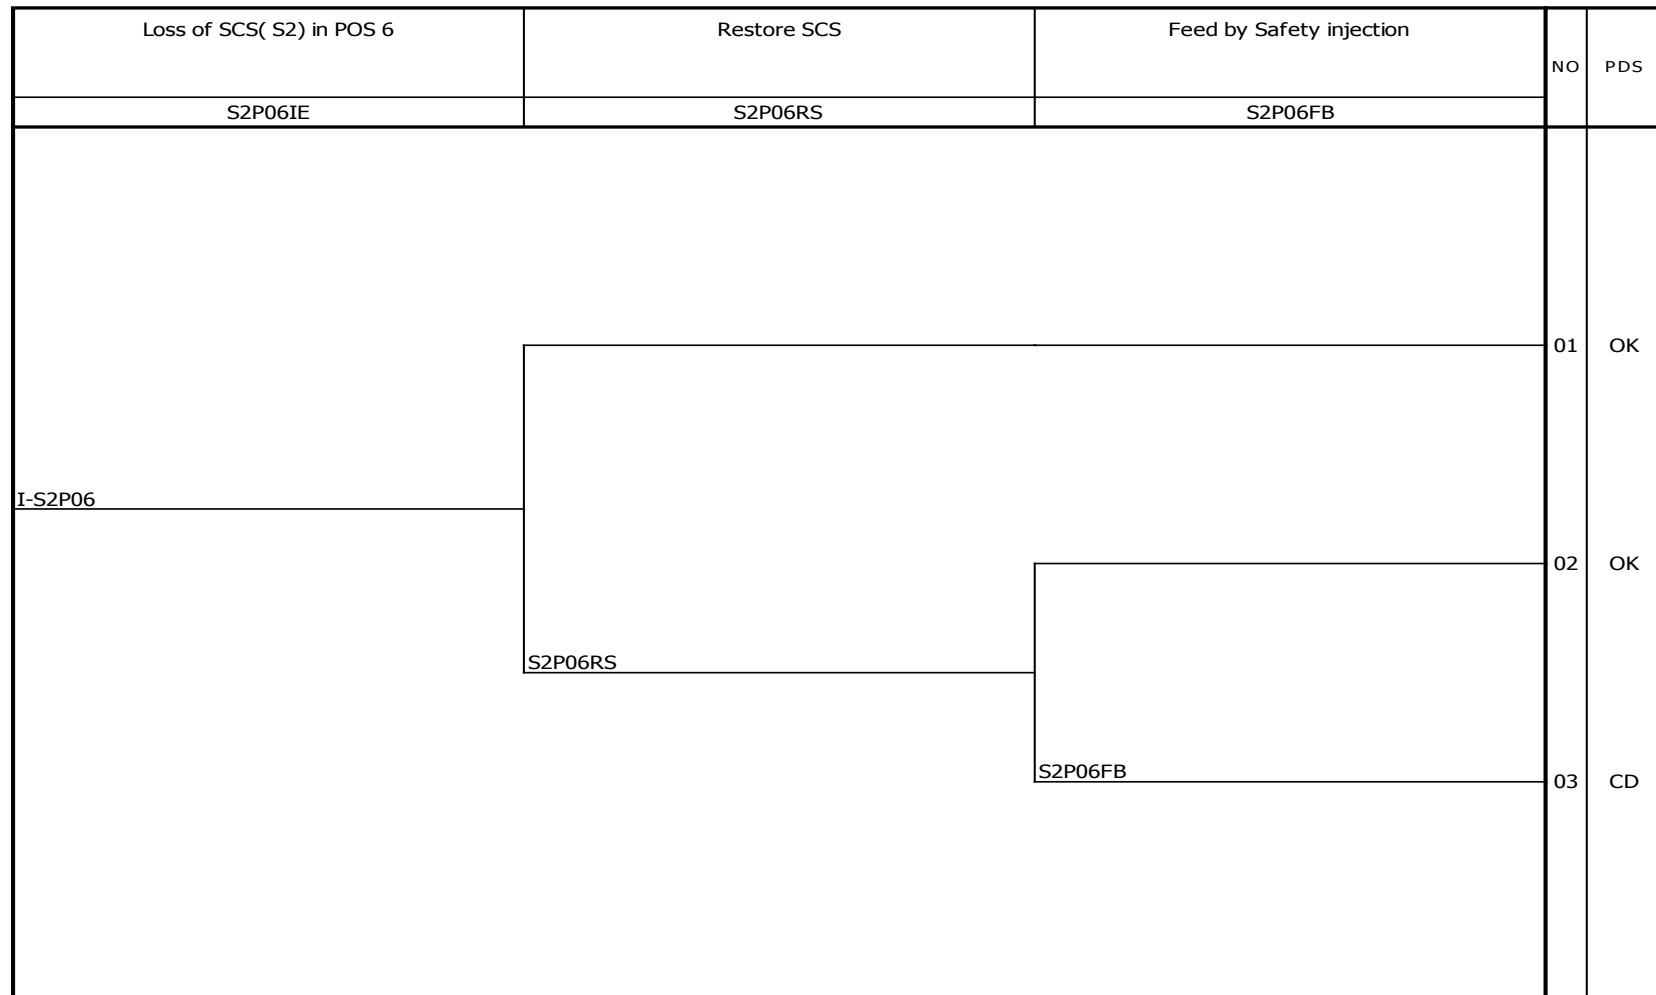 Loss of SCS( S2) in POS 6
Restore SCS
Feed by Safety injection
NO
PDS
S2P06IE
S2P06RS
S2P06FB
01
OK
I-S2P06
02
OK
S2P06RS
S2P06FB
03
CD